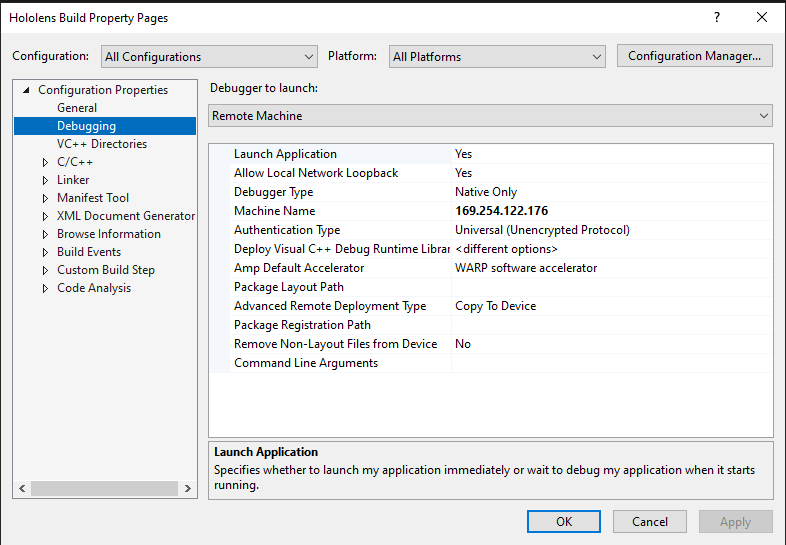 Hololens Build Property Pages
? 
Configuration: All Configurations Platform: All Platforms Configuration Manager...
Configuration Properties
General
Debugging
VC++ Directories
C/C++
Linker
Manifest Tool
XML Document Generator
Browse Information
Build Events
Custom Build Step
Code Analysis
Debugger to launch:
Remote Machine
Launch Application Yes
Allow Local Network Loopback Yes
Debugger Type Native Only
Machine Name 169.254.122.176
Authentication Type Universal (Unencrypted Protocol)
Deploy Visual C++ Debug Runtime Librar <different options>
Amp Default Accelerator WARP software accelerator
Package Layout Path
Advanced Remote Deployment Type Copy To Device
Package Registration Path
Remove Non-Layout Files from Device No
Command Line Arguments
Launch Application
Specifies whether to launch my application immediately or wait to debug my application when it starts
running.
OK Cancel Apply